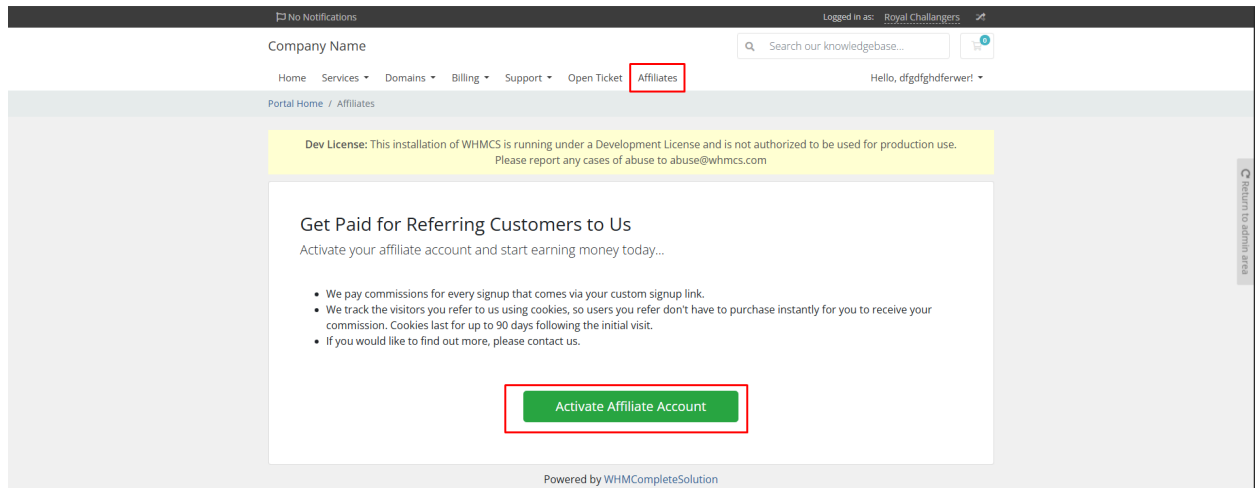 No Notifications
Logged in as: Royal Challangers
Company Name
Search our knowledgebase...
0
Home Services Domains Billing Support Open Ticket Affiliates
Hello, dfgdfghdferwer!
Portal Home / Affiliates
Dev License: This installation of WHMCS is running under a Development License and is not authorized to be used for production use.
Please report any cases of abuse to abuse@whmcs.com
Return to admin area
Get Paid for Referring Customers to Us
Activate your affiliate account and start earning money today...
• We pay commissions for every signup that comes via your custom signup link.
• We track the visitors you refer to us using cookies, so users you refer don't have to purchase instantly for you to receive your
commission. Cookies last for up to 90 days following the initial visit.
• If you would like to find out more, please contact us.
Activate Affiliate Account
Powered by WHMCompleteSolution